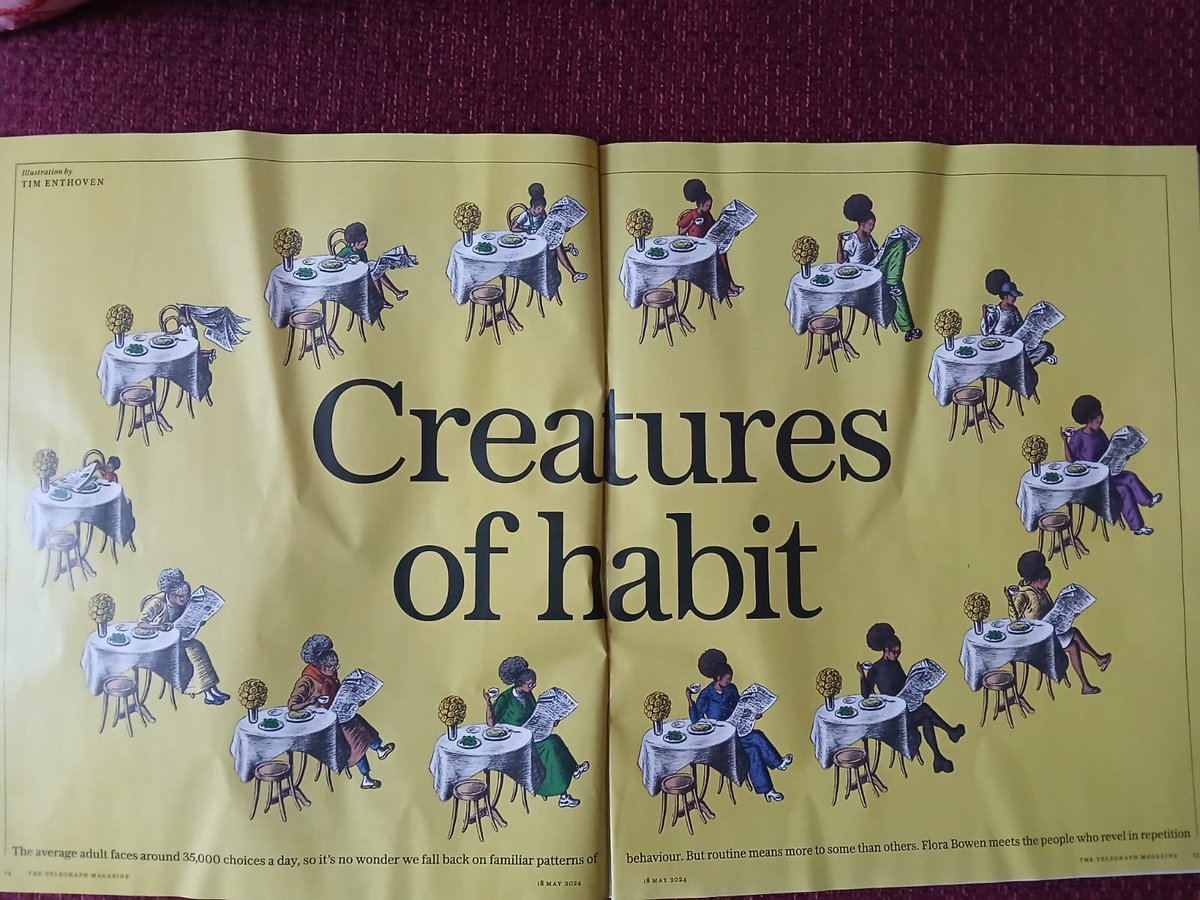 Illustration by
TIM ENTHOVEN
Creatures
of habit
The average adult faces around 35,000 choices a day, so it's no wonder we fall back on familiar patterns of behaviour. But routine means more to some than others. Flora Bowen meets the people who revel in repetition
14 THE TELEGRAPH MAGAZINE
18 MAY 2024
18 MAY 2024
THE TELEGRAPH MAGAZINE